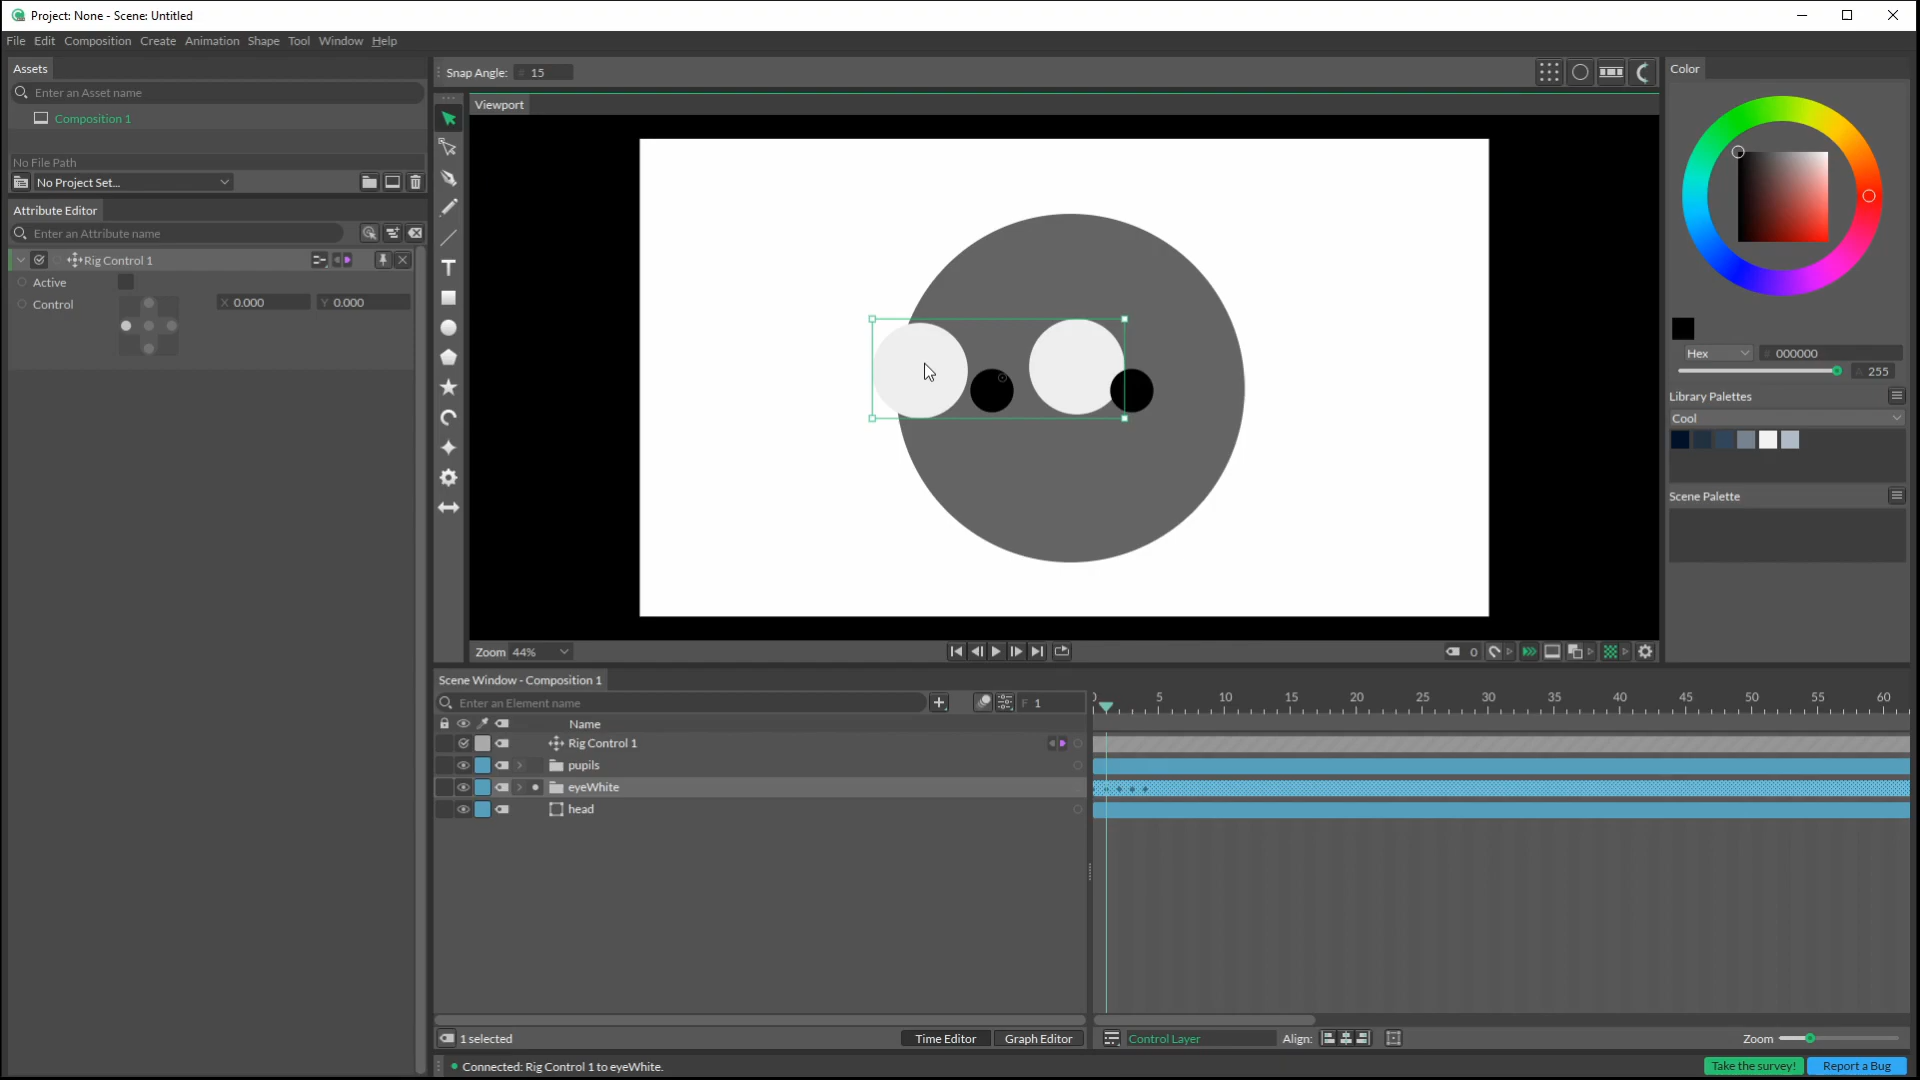 Project: None - Scene: Untitled
File Edit Composition Create Animation Shape Tool Window Help
Assets
Enter an Asset name
Composition 1
No File Path
No Project Set...
Attribute Editor
Enter an Attribute name
Rig Control 1
Active
Control X 0.000 Y 0.000
Snap Angle: 15
Viewport
T
Zoom 44%
0
Color
Hex 000000
A 255
Library Palettes
Cool
Scene Palette
Scene Window - Composition 1
Enter an Element name
F 1
0 5 10 15 20 25 30 35 40 45 50 55 60
Name
Rig Control 1
pupils
eyeWhite
head
1 selected
Time Editor Graph Editor
Control Layer Align: Zoom
Connected: Rig Control 1 to eyeWhite.
Take the survey! Report a Bug